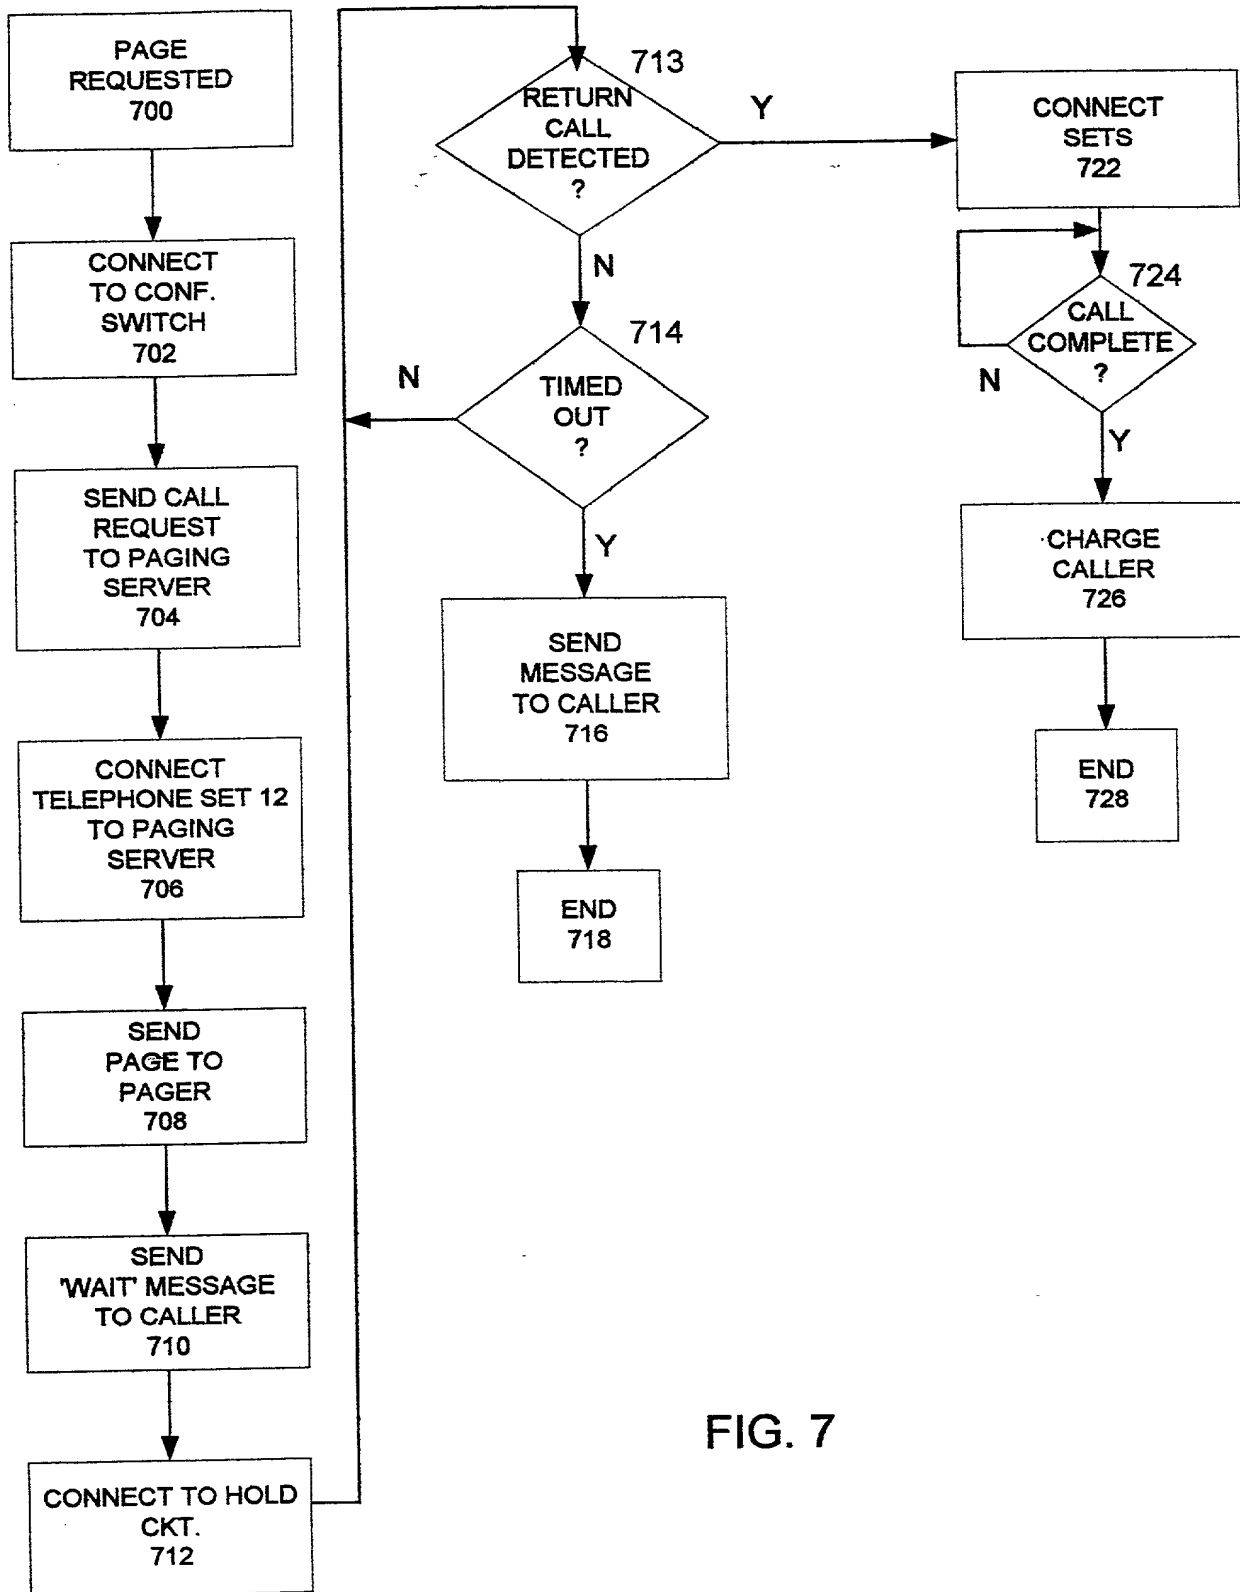 PAGE
REQUESTED
700
CONNECT
TO CONF.
SWITCH
702
SEND CALL
REQUEST
TO PAGING
SERVER
704
CONNECT
TELEPHONE SET 12
TO PAGING
SERVER
706
SEND
PAGE TO
PAGER
708
SEND
'WAIT' MESSAGE
TO CALLER
710
CONNECT TO HOLD
CKT.
712
713
RETURN
CALL
DETECTED
?
Y
N
714
TIMED
OUT
?
N
Y
SEND
MESSAGE
TO CALLER
716
END
718
CONNECT
SETS
722
724
CALL
COMPLETE
?
N
Y
CHARGE
CALLER
726
END
728
FIG. 7